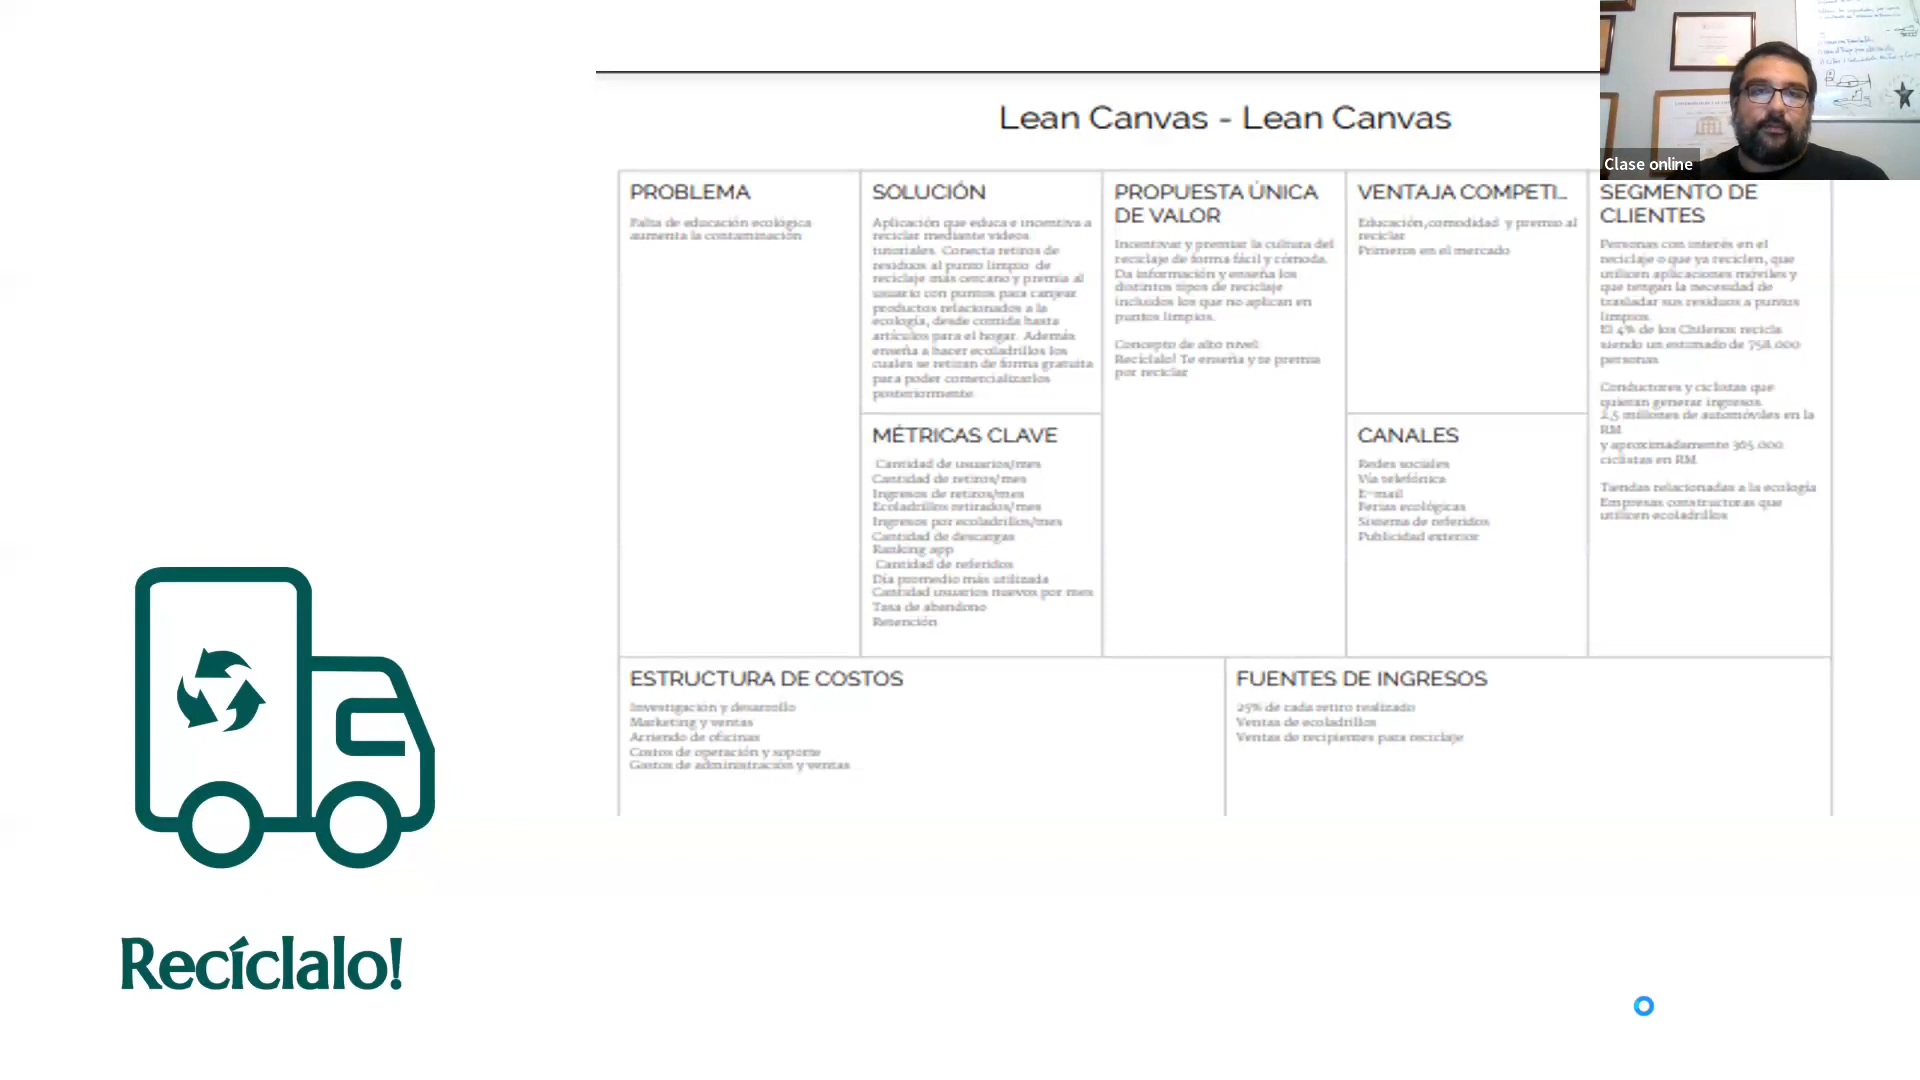 Clase online
Lean Canvas - Lean Canvas
PROBLEMA
Falta de educación ecológica
aumenta la contaminación
SOLUCIÓN
Aplicación que educa e incentiva a
reciclar mediante videos
tutoriales. Conecta retiros de
residuos al punto limpio de
reciclaje más cercano y premia al
usuario con puntos para canjear
productos relacionados a la
ecología, desde comida hasta
artículos para el hogar. Además
enseña a hacer ecoladrillos los
cuales se retiran de forma gratuita
para poder comercializarlos
posteriormente.
MÉTRICAS CLAVE
Cantidad de usuarios/mes
Cantidad de retiros/mes
Ingresos de retiros/mes
Ecoladrillos retirados/mes
Ingresos por ecoladrillos/mes
Cantidad de descargas
Ranking app
Cantidad de referidos
Día promedio más utilizada
Cantidad usuarios nuevos por mes
Tasa de abandono
Retención
PROPUESTA ÚNICA
DE VALOR
Incentivar y premiar la cultura del
reciclaje de forma fácil y cómoda.
Da información y enseña los
distintos tipos de reciclaje
incluidos los que no aplican en
puntos limpios.
Concepto de alto nivel:
Recíclalo! Te enseña y te premia
por reciclar
VENTAJA COMPETI...
Educación,comodidad y premio al
reciclar
Primeros en el mercado
CANALES
Redes sociales
Vía telefónica
E-mail
Ferias ecológicas
Sistema de referidos
Publicidad exterior
SEGMENTO DE
CLIENTES
Personas con interés en el
reciclaje o que ya reciclen, que
utilicen aplicaciones móviles y
que tengan la necesidad de
trasladar sus residuos a puntos
limpios.
El 4% de los Chilenos recicla
siendo un estimado de 758.000
personas
Conductores y ciclistas que
quieran generar ingresos.
2,5 millones de automóviles en la
RM
y aproximadamente 365.000
ciclistas en RM
Tiendas relacionadas a la ecología
Empresas constructoras que
utilicen ecoladrillos
ESTRUCTURA DE COSTOS
Investigación y desarrollo
Marketing y ventas
Arriendo de oficinas
Costos de operación y soporte
Gastos de administración y ventas
FUENTES DE INGRESOS
25% de cada retiro realizado
Ventas de ecoladrillos
Ventas de recipientes para reciclaje
Recíclalo!